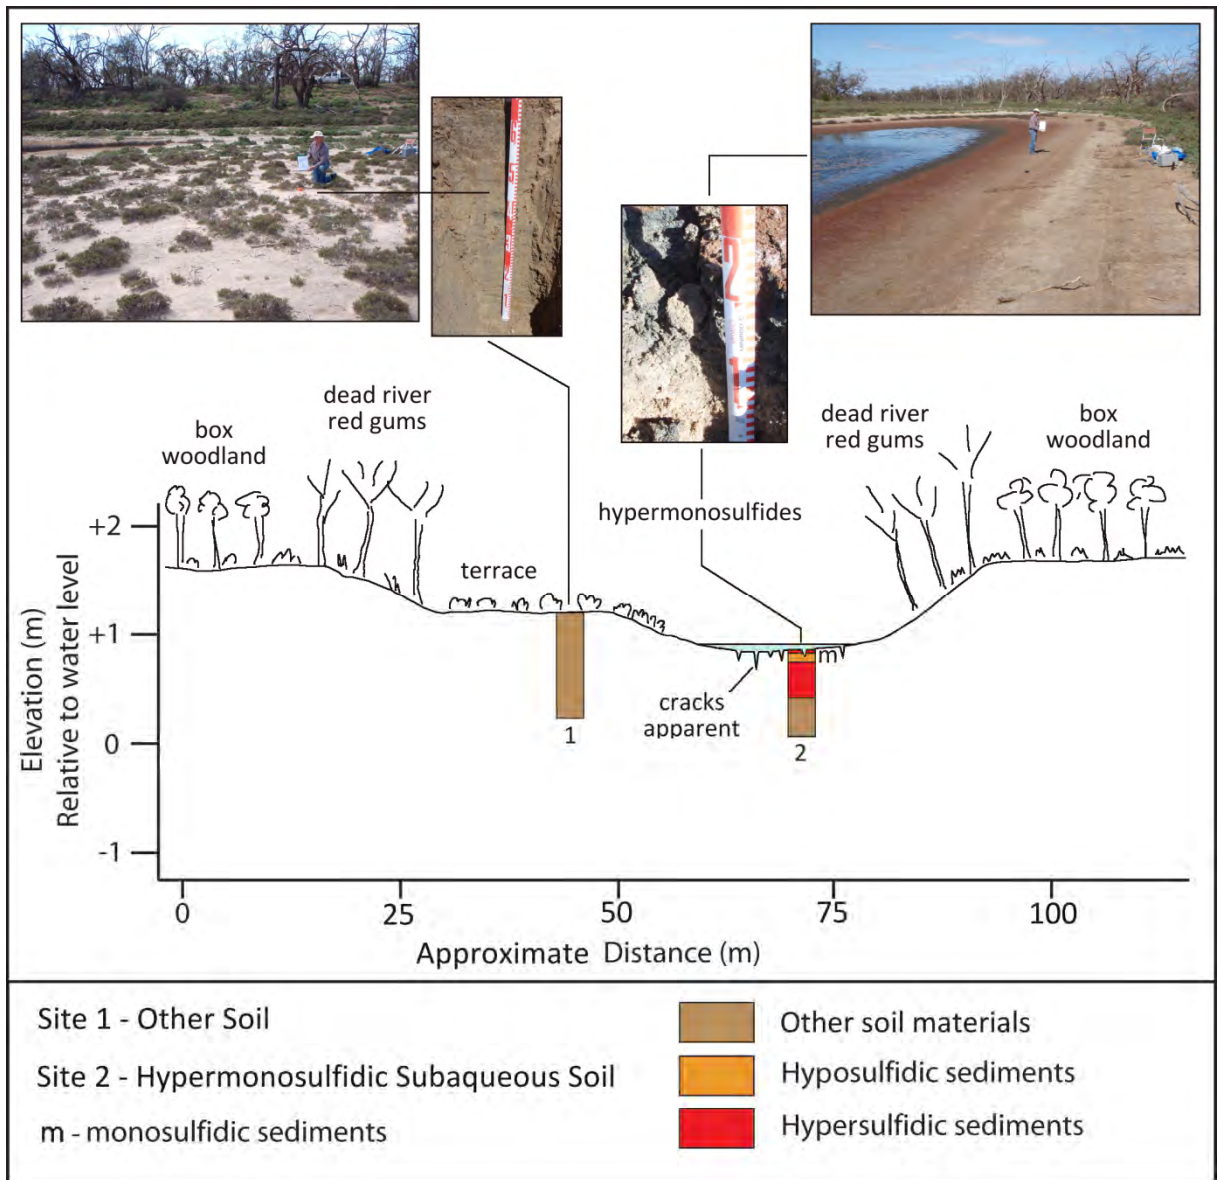 dead river
red gums
box
woodland
terrace
hypermonosulfides
dead river
red gums
box
woodland
cracks
apparent
m
1
2
Elevation (m)
Relative to water level
+2
+1
0
-1
0
25
50
75
100
Approximate Distance (m)
Site 1 - Other Soil
Site 2 - Hypermonosulfidic Subaqueous Soil
m - monosulfidic sediments
Other soil materials
Hyposulfidic sediments
Hypersulfidic sediments